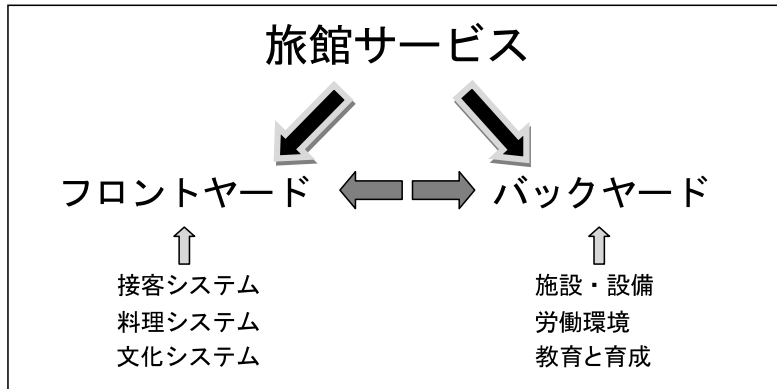 旅館サービス
フロントヤード
バックヤード
接客システム
料理システム
文化システム
施設・設備
労働環境
教育と育成